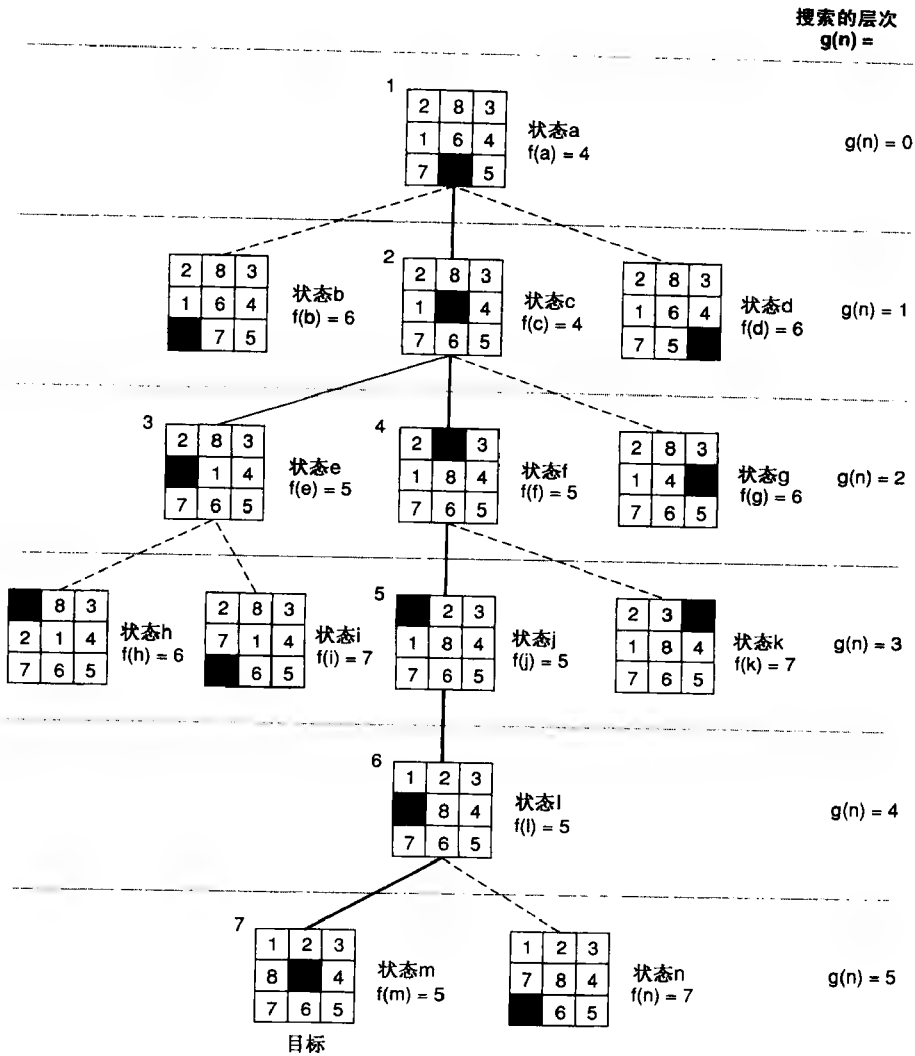 搜索的层次
g(n) =
1
2 8 3
1 6 4
7 5
状态a
f(a) = 4
g(n) = 0
2 8 3
1 6 4
7 5
状态b
f(b) = 6
2
2 8 3
1 4
7 6 5
状态c
f(c) = 4
2 8 3
1 6 4
7 5
状态d
f(d) = 6
g(n) = 1
3
2 8 3
1 4
7 6 5
状态e
f(e) = 5
4
2 3
1 8 4
7 6 5
状态f
f(f) = 5
2 8 3
1 4
7 6 5
状态g
f(g) = 6
g(n) = 2
8 3
2 1 4
7 6 5
状态h
f(h) = 6
2 8 3
7 1 4
6 5
状态i
f(i) = 7
5
2 3
1 8 4
7 6 5
状态j
f(j) = 5
2 3
1 8 4
7 6 5
状态k
f(k) = 7
g(n) = 3
6
1 2 3
8 4
7 6 5
状态l
f(l) = 5
g(n) = 4
7
1 2 3
8 4
7 6 5
状态m
f(m) = 5
目标
1 2 3
7 8 4
6 5
状态n
f(n) = 7
g(n) = 5